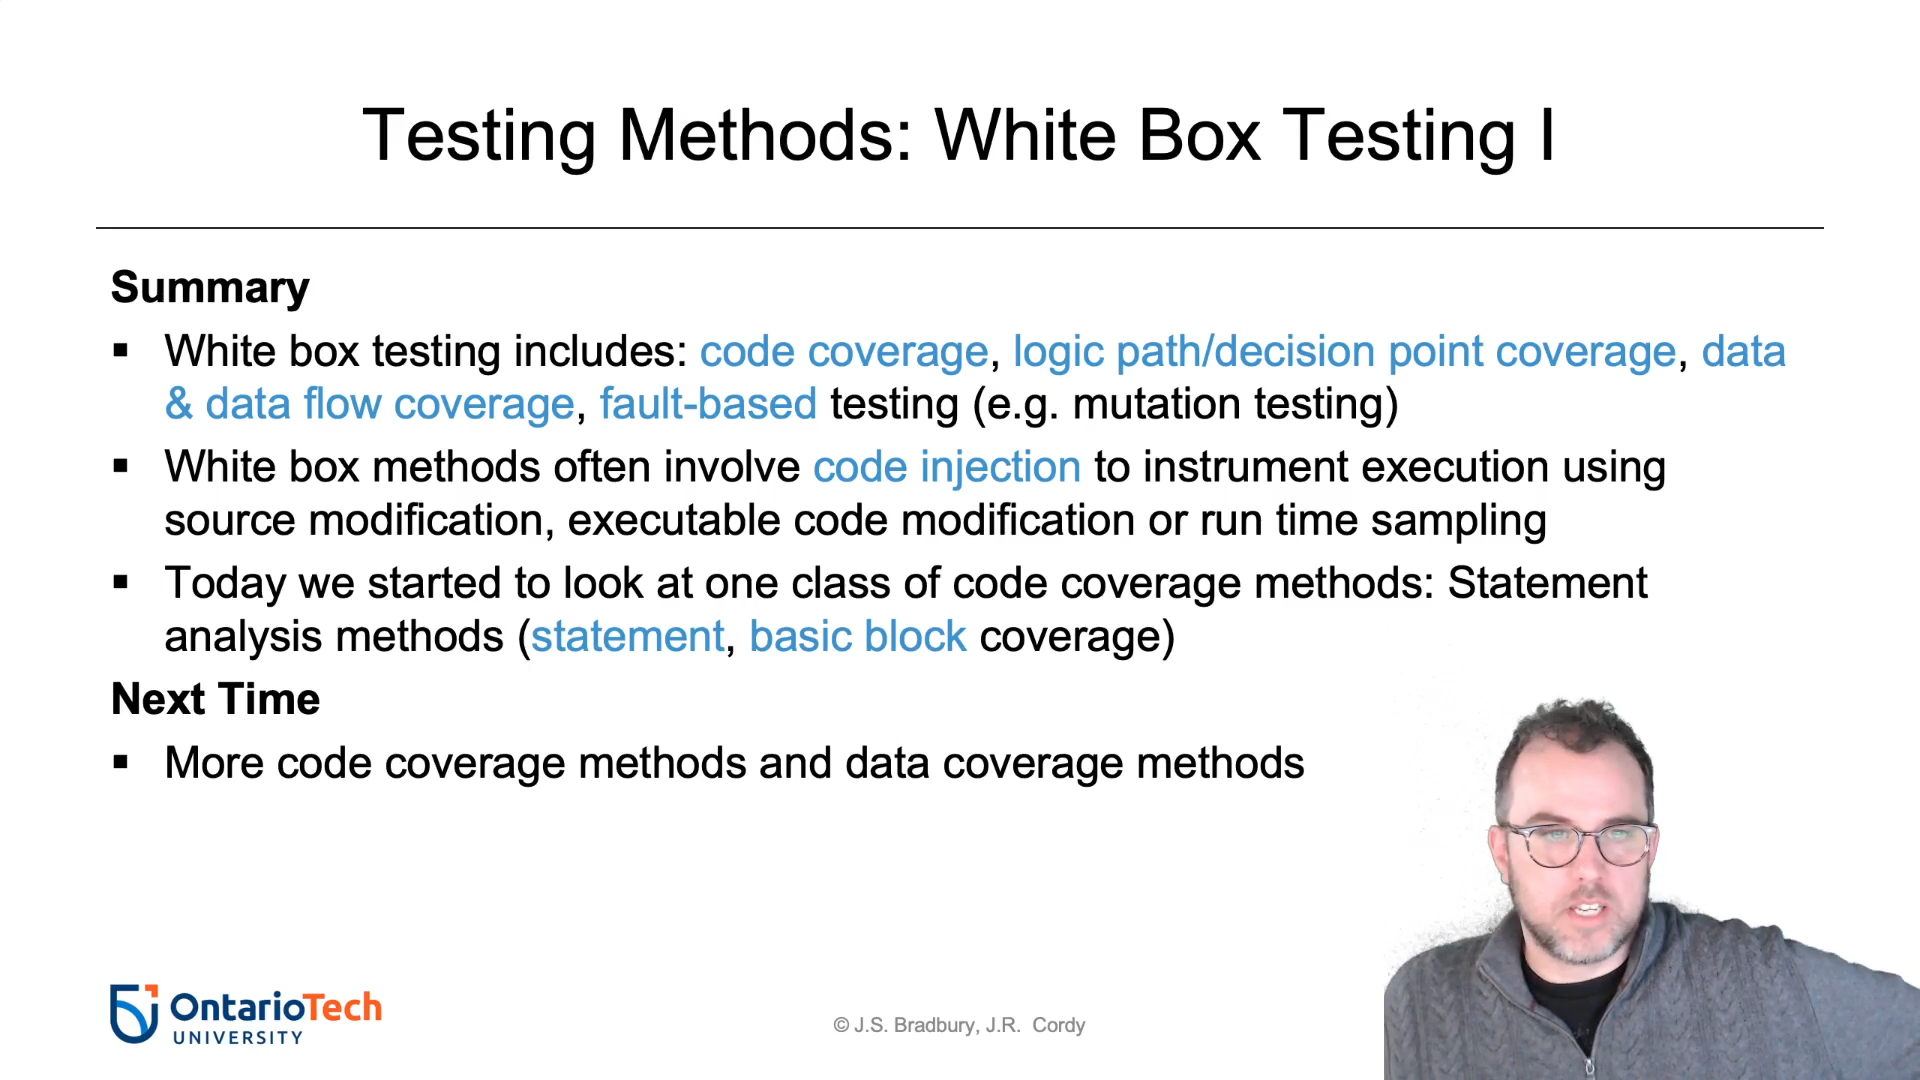 Testing Methods: White Box Testing I
Summary
▪ White box testing includes: code coverage, logic path/decision point coverage, data
& data flow coverage, fault-based testing (e.g. mutation testing)
▪ White box methods often involve code injection to instrument execution using
source modification, executable code modification or run time sampling
▪ Today we started to look at one class of code coverage methods: Statement
analysis methods (statement, basic block coverage)
Next Time
▪ More code coverage methods and data coverage methods
OntarioTech
UNIVERSITY
© J.S. Bradbury, J.R. Cordy